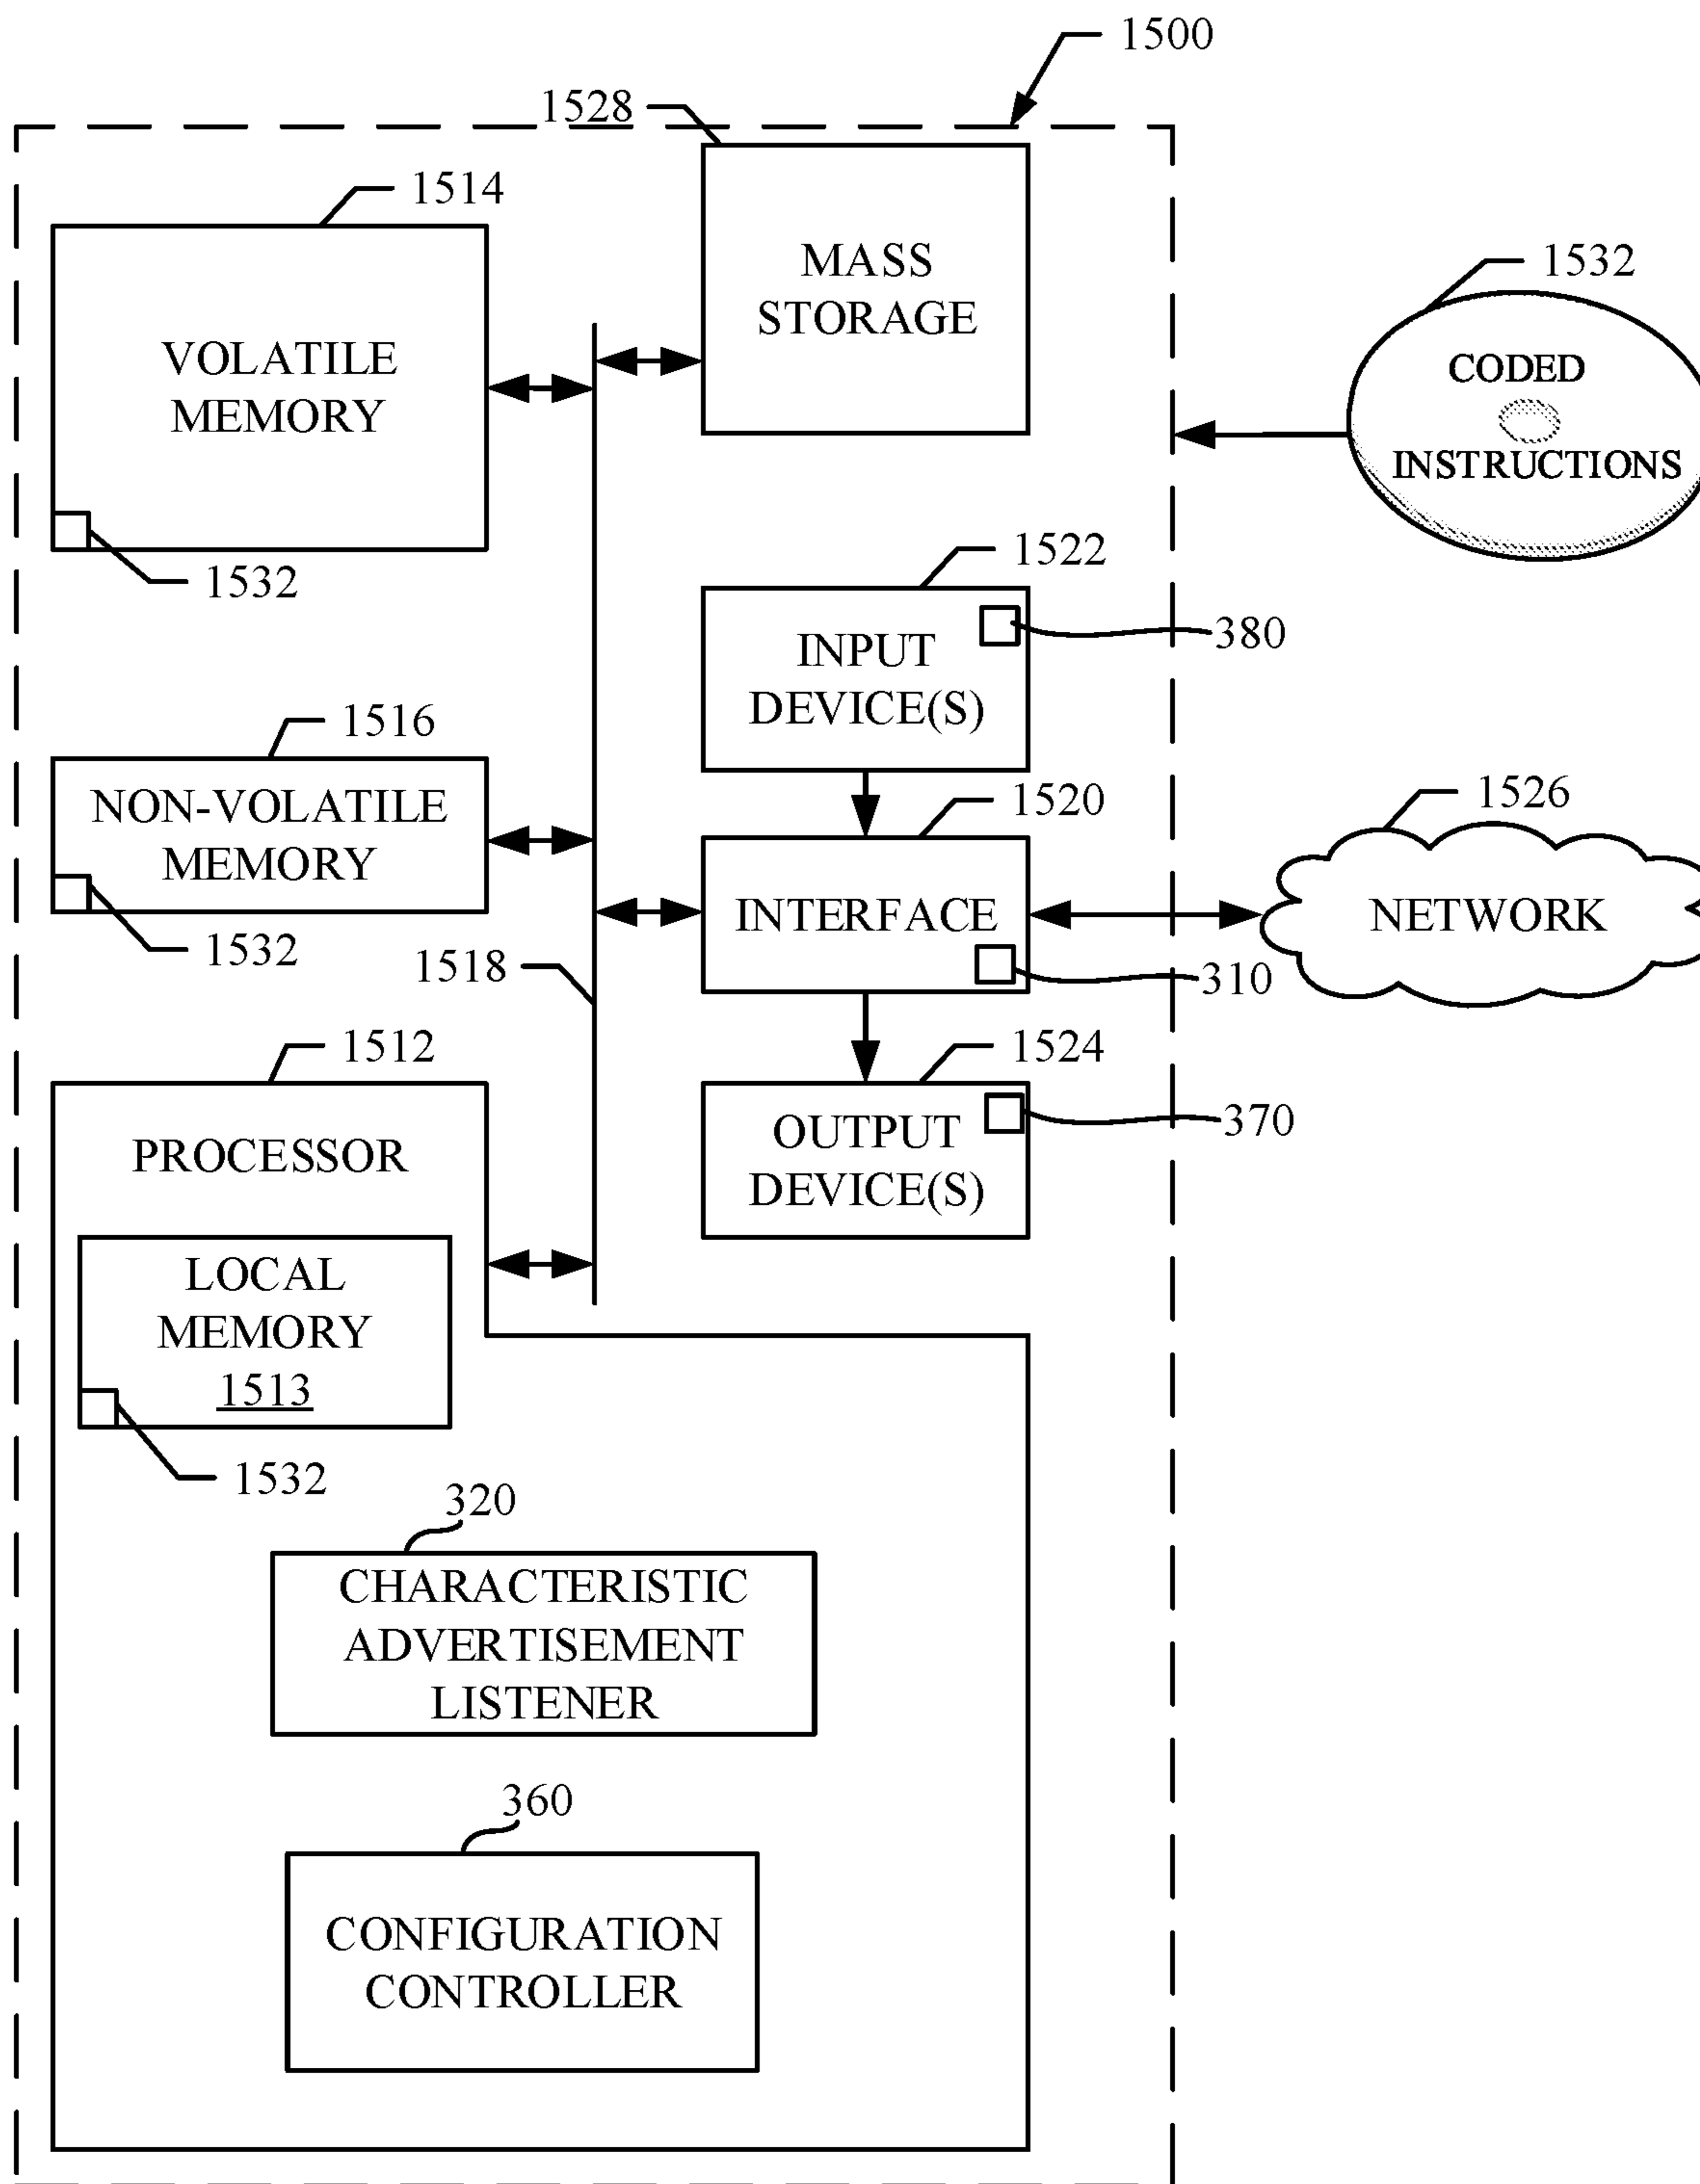 1500
1528
1514
MASS
STORAGE
1532
VOLATILE
MEMORY
CODED
INSTRUCTIONS
1532
1522
INPUT
DEVICE(S)
380
1516
NON-VOLATILE
MEMORY
1532
1520
INTERFACE
310
1526
NETWORK
1518
1512
PROCESSOR
1524
OUTPUT
DEVICE(S)
370
LOCAL
MEMORY
1513
1532
320
CHARACTERISTIC
ADVERTISEMENT
LISTENER
360
CONFIGURATION
CONTROLLER